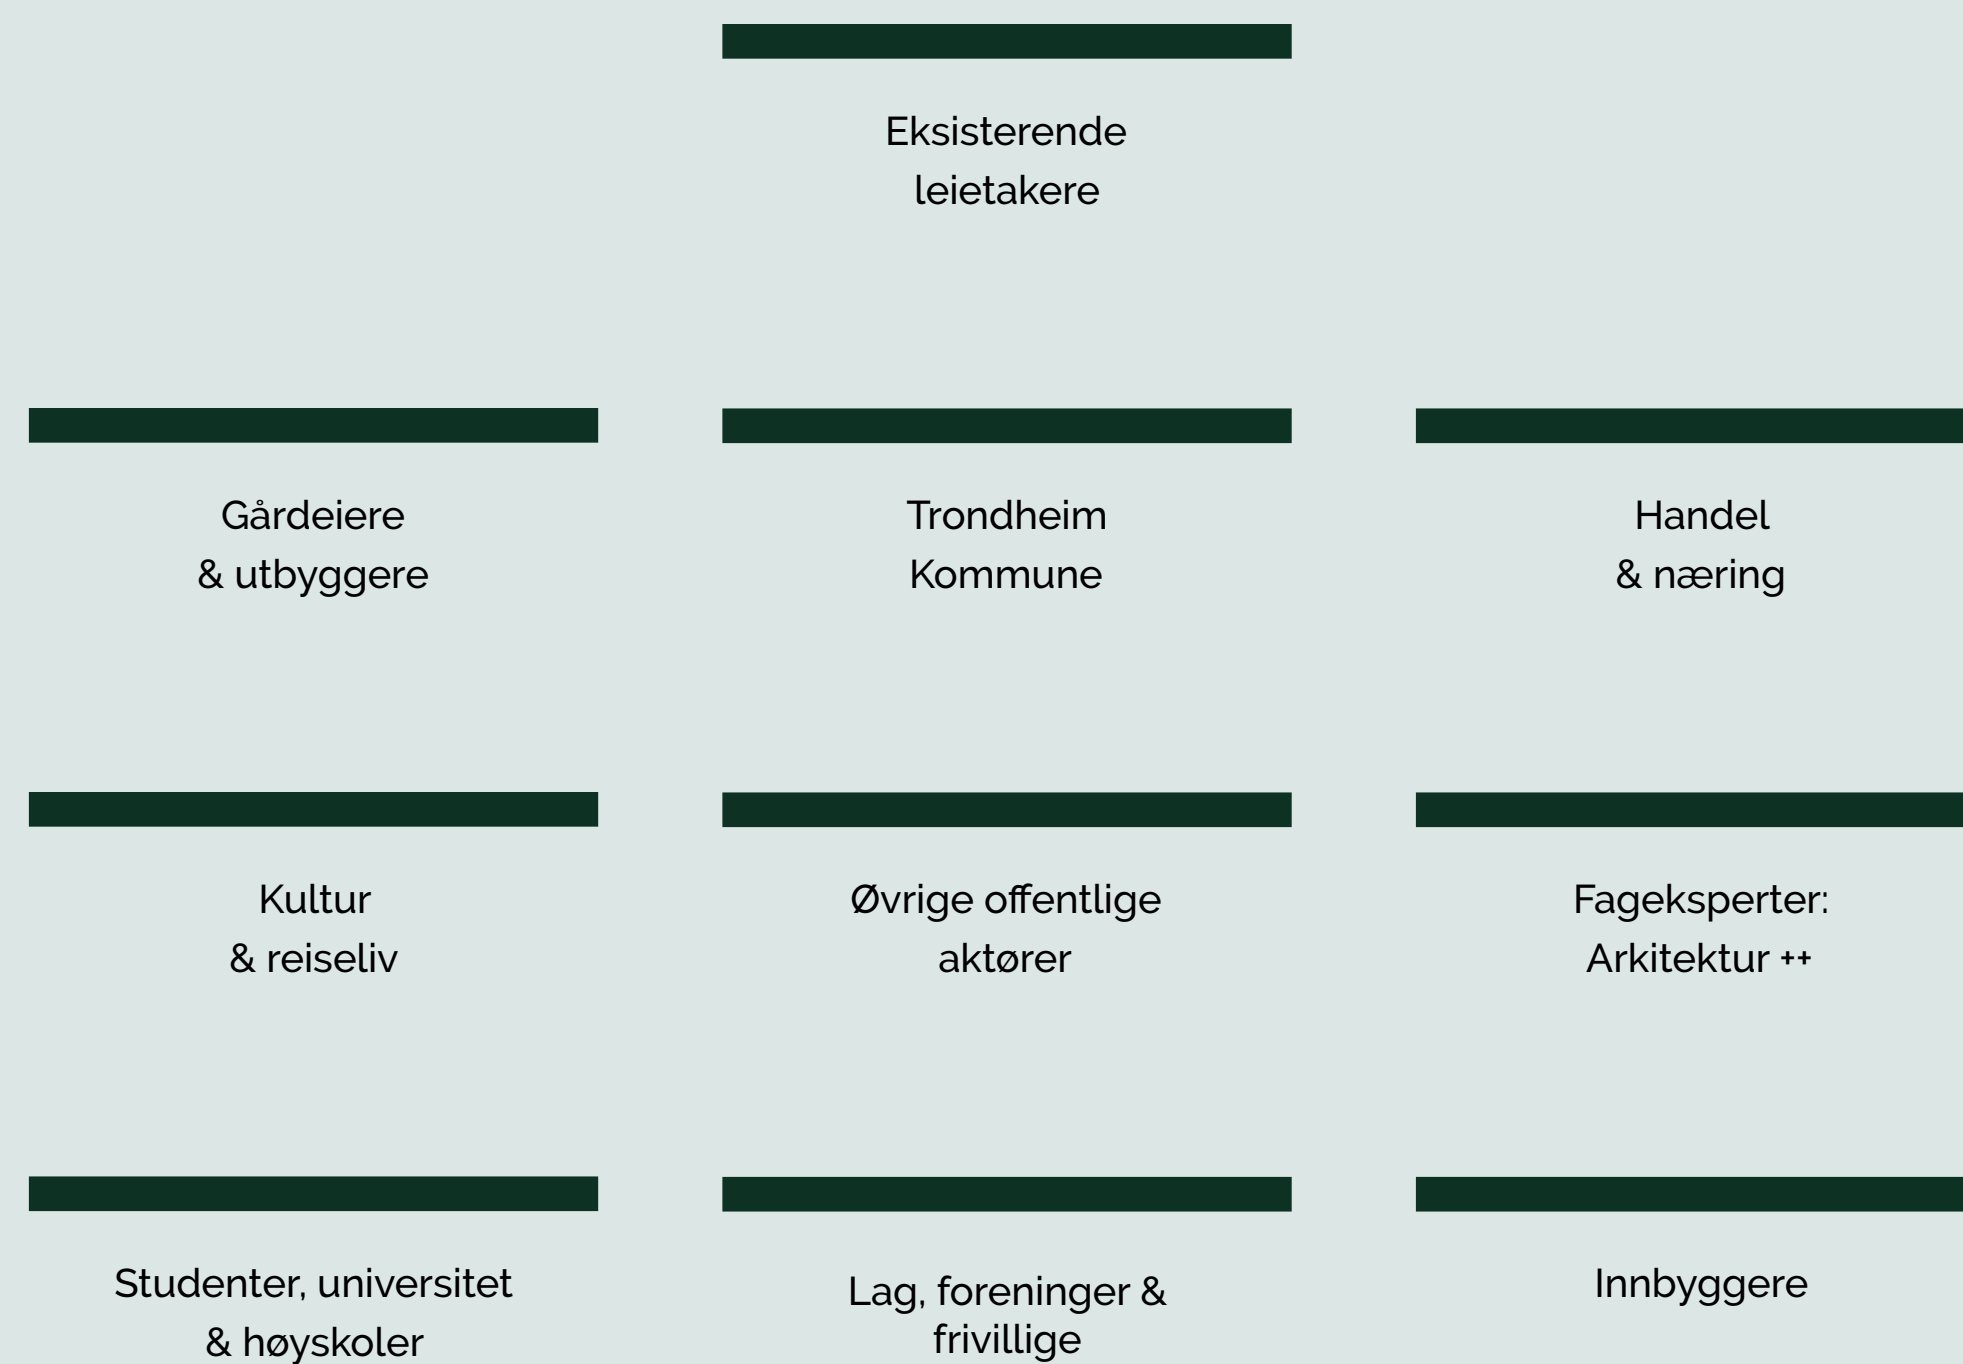 Eksisterende
leietakere
Gårdeiere
& utbyggere
Trondheim
Kommune
Handel
& næring
Kultur
& reiseliv
Øvrige offentlige
aktører
Fageksperter:
Arkitektur ++
Studenter, universitet
& høyskoler
Lag, foreninger &
frivillige
Innbyggere